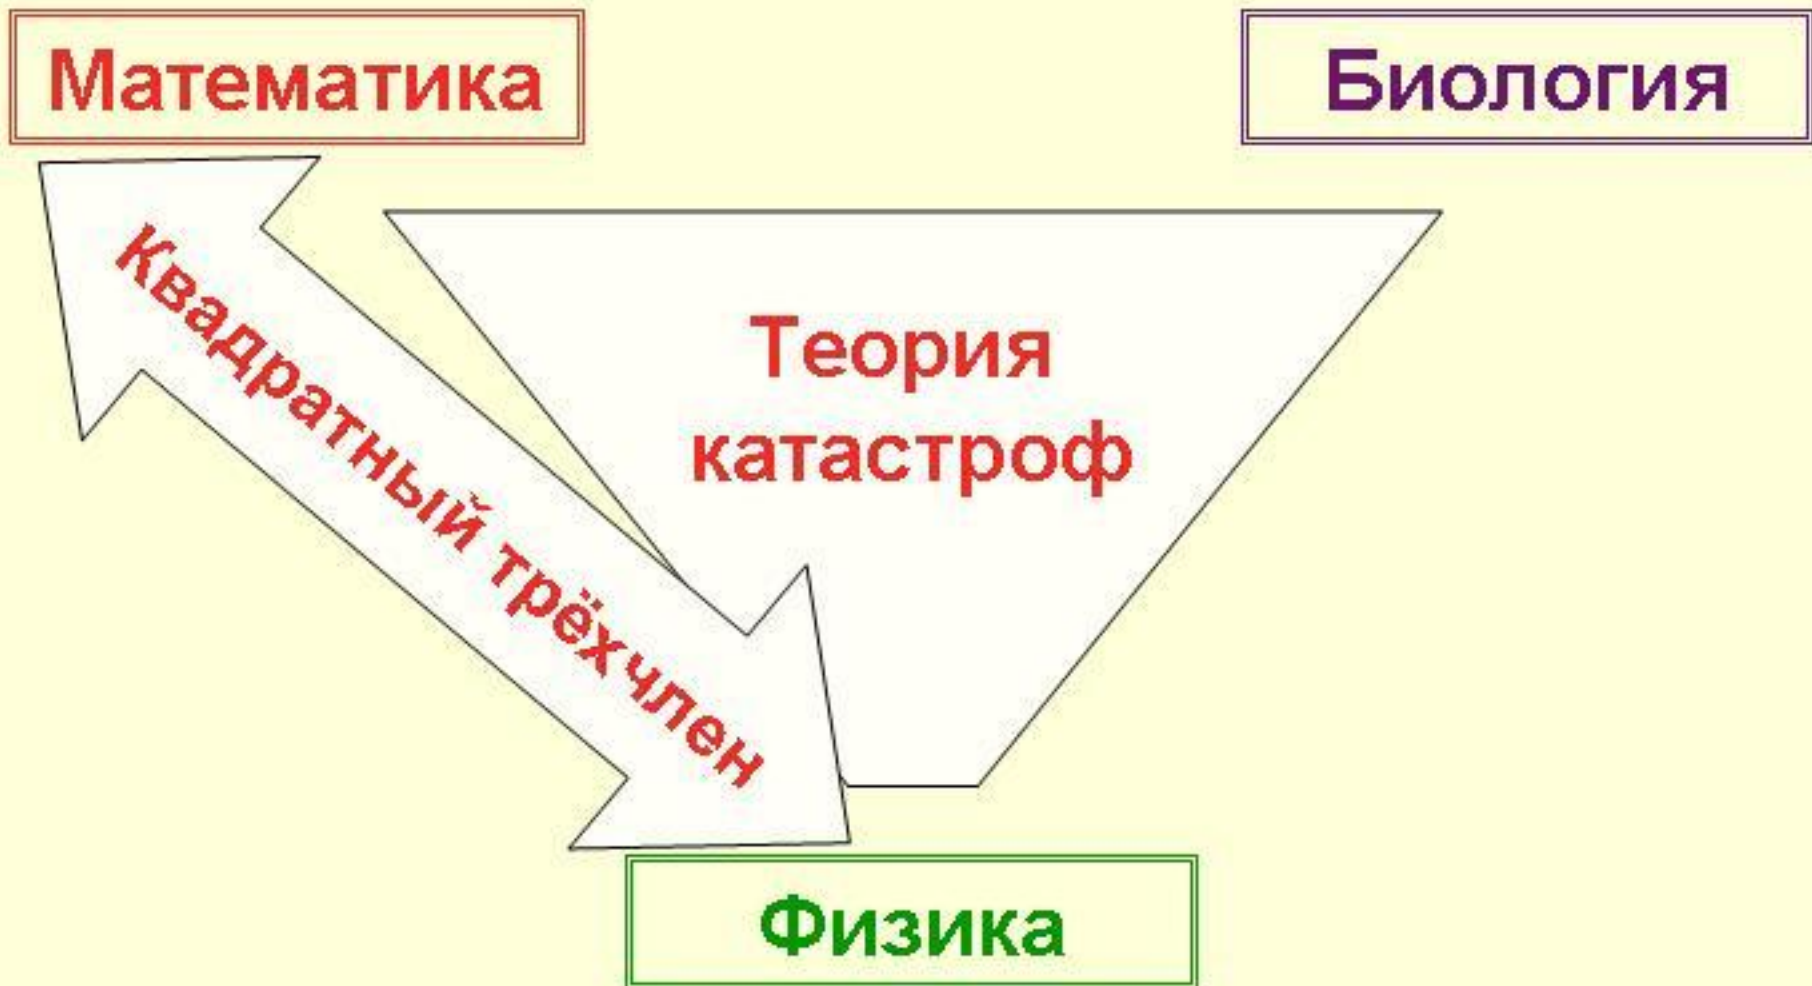 Математика
Биология
Теория
катастроф
Квадратный трёхчлен
Физика